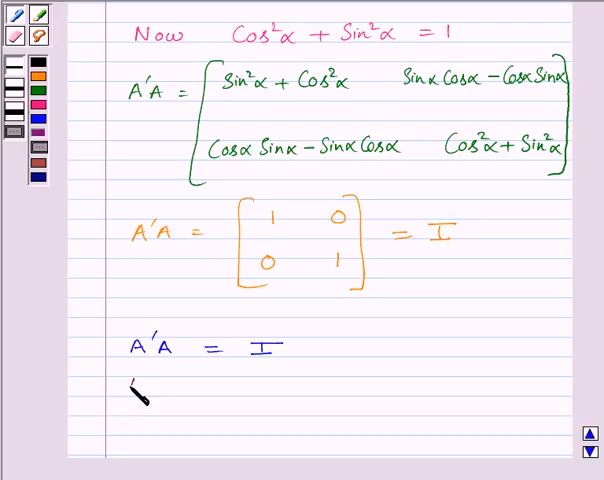 Now Cos²α + Sin²α = 1
A'A = [ Sin²α + Cos²α Sinα Cosα − Cosα Sinα
Cosα Sinα − Sinα Cosα Cos²α + Sin²α ]
A'A = [ 1 0
0 1 ] = I
A'A = I